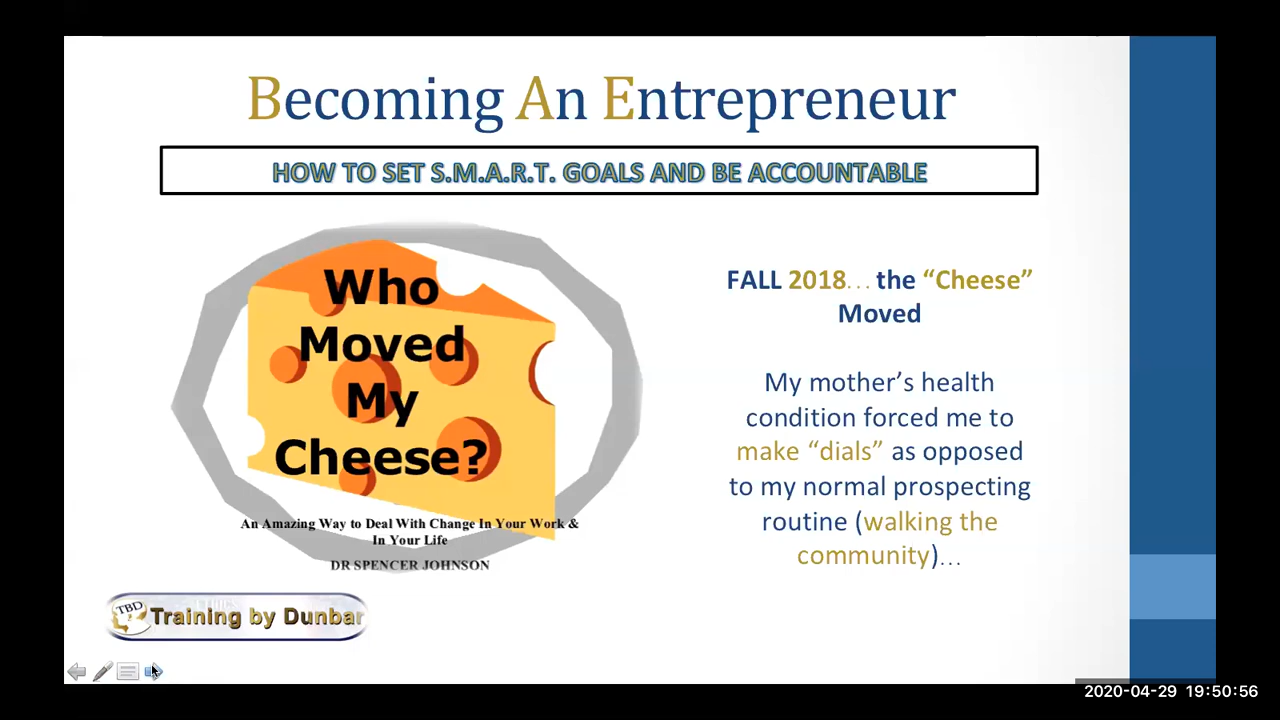 Becoming An Entrepreneur
HOW TO SET S.M.A.R.T. GOALS AND BE ACCOUNTABLE
Who
Moved
My
Cheese?
An Amazing Way to Deal With Change In Your Work &
In Your Life
DR SPENCER JOHNSON
FALL 2018… the “Cheese”
Moved
My mother’s health
condition forced me to
make “dials” as opposed
to my normal prospecting
routine (walking the
community)…
TBD
Training by Dunbar
2020-04-29 19:50:56